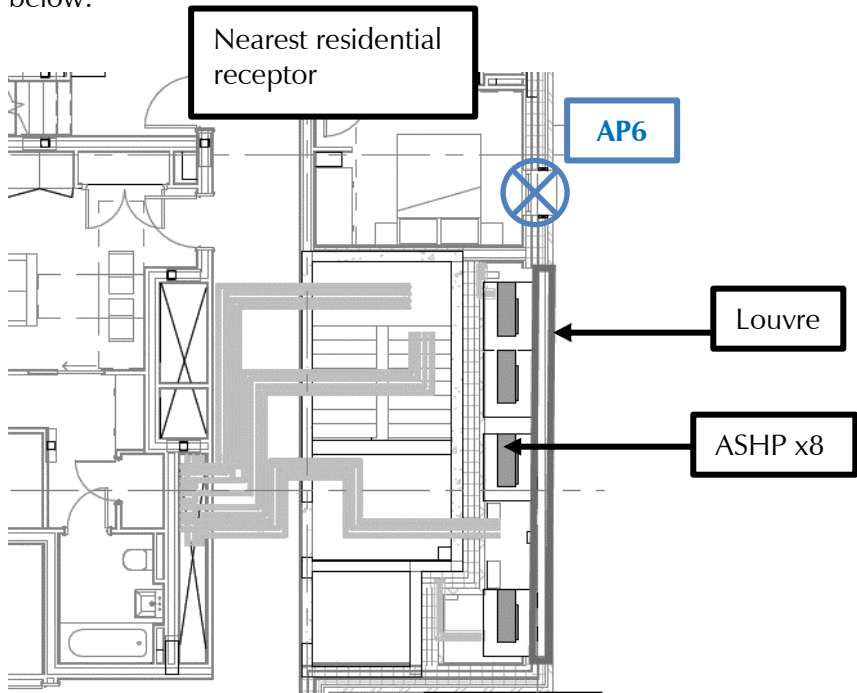 below.
Nearest residential
receptor
AP6
Louvre
ASHP x8